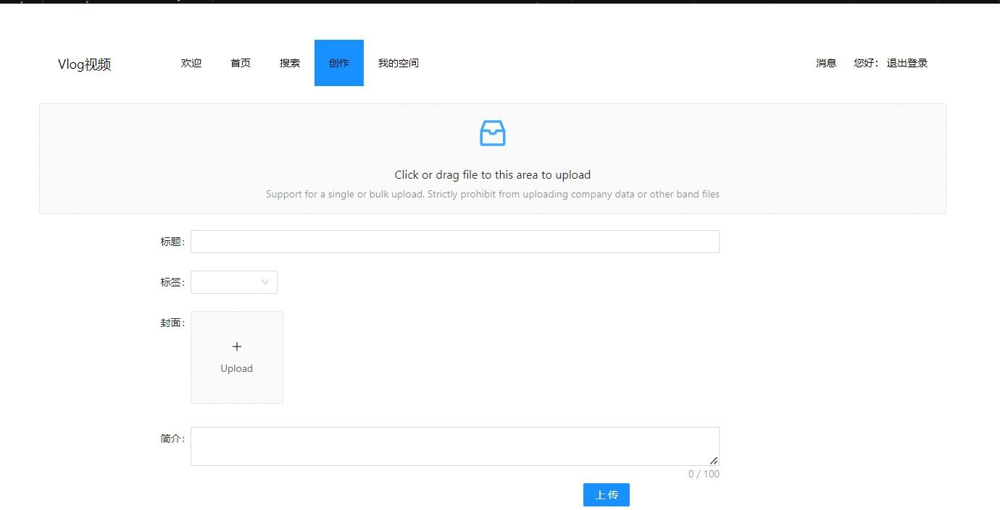 Vlog视频 欢迎 首页 搜索 创作 我的空间 消息 您好： 退出登录
Click or drag file to this area to upload
Support for a single or bulk upload. Strictly prohibit from uploading company data or other band files
标题：
标签：
封面：
+
Upload
简介：
0 / 100
上 传